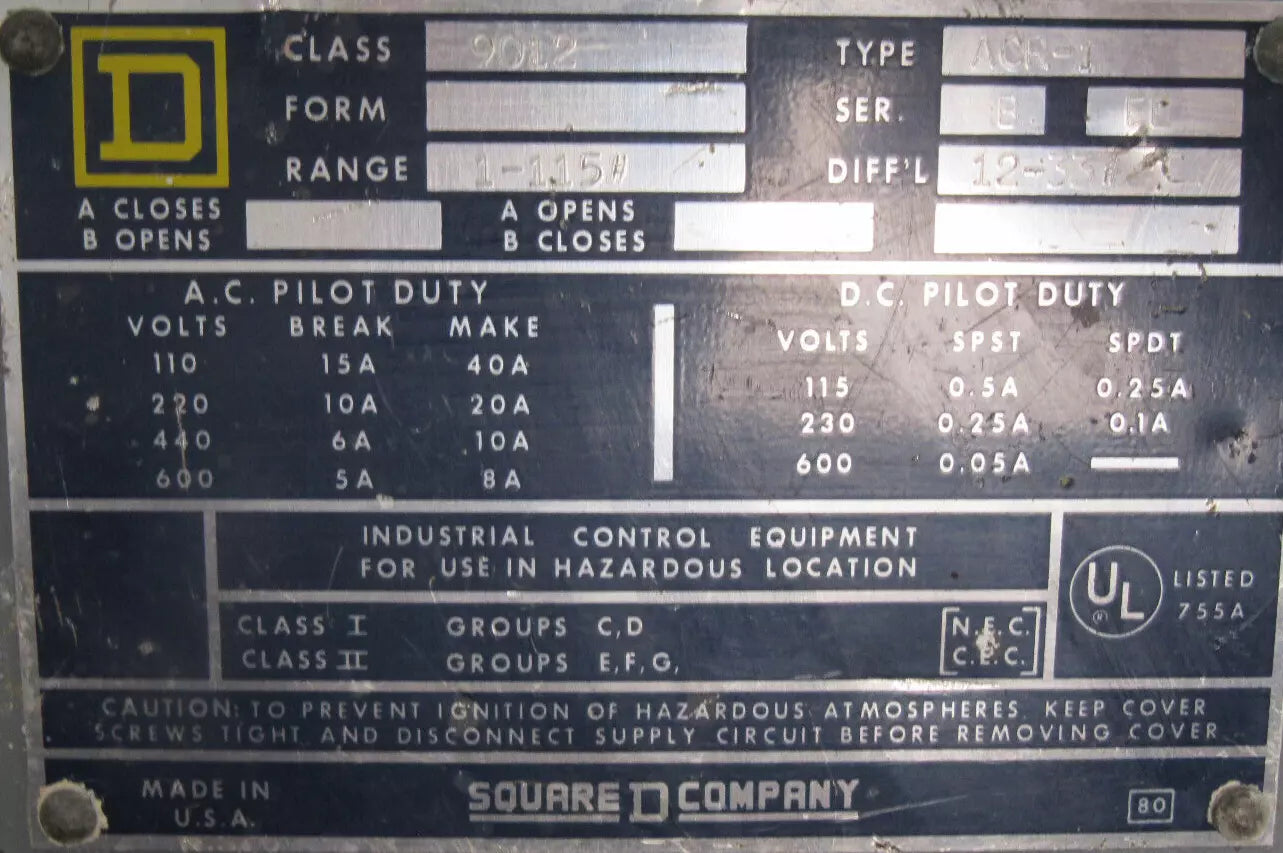 D CLASS 9012 TYPE ACR-1
FORM SER. B
RANGE 1-115# DIFF'L
A CLOSES A OPENS
B OPENS B CLOSES
A.C. PILOT DUTY D.C. PILOT DUTY
VOLTS BREAK MAKE VOLTS SPST SPDT
110 15A 40A 115 0.5A 0.25A
220 10A 20A 230 0.25A 0.1A
440 6A 10A 600 0.05A —
600 5A 8A
INDUSTRIAL CONTROL EQUIPMENT
FOR USE IN HAZARDOUS LOCATION
UL ® LISTED
755A
CLASS I GROUPS C,D N.E.C.
CLASS II GROUPS E,F,G, C.E.C.
CAUTION: TO PREVENT IGNITION OF HAZARDOUS ATMOSPHERES KEEP COVER
SCREWS TIGHT AND DISCONNECT SUPPLY CIRCUIT BEFORE REMOVING COVER
MADE IN
U.S.A.
SQUARE D COMPANY 80